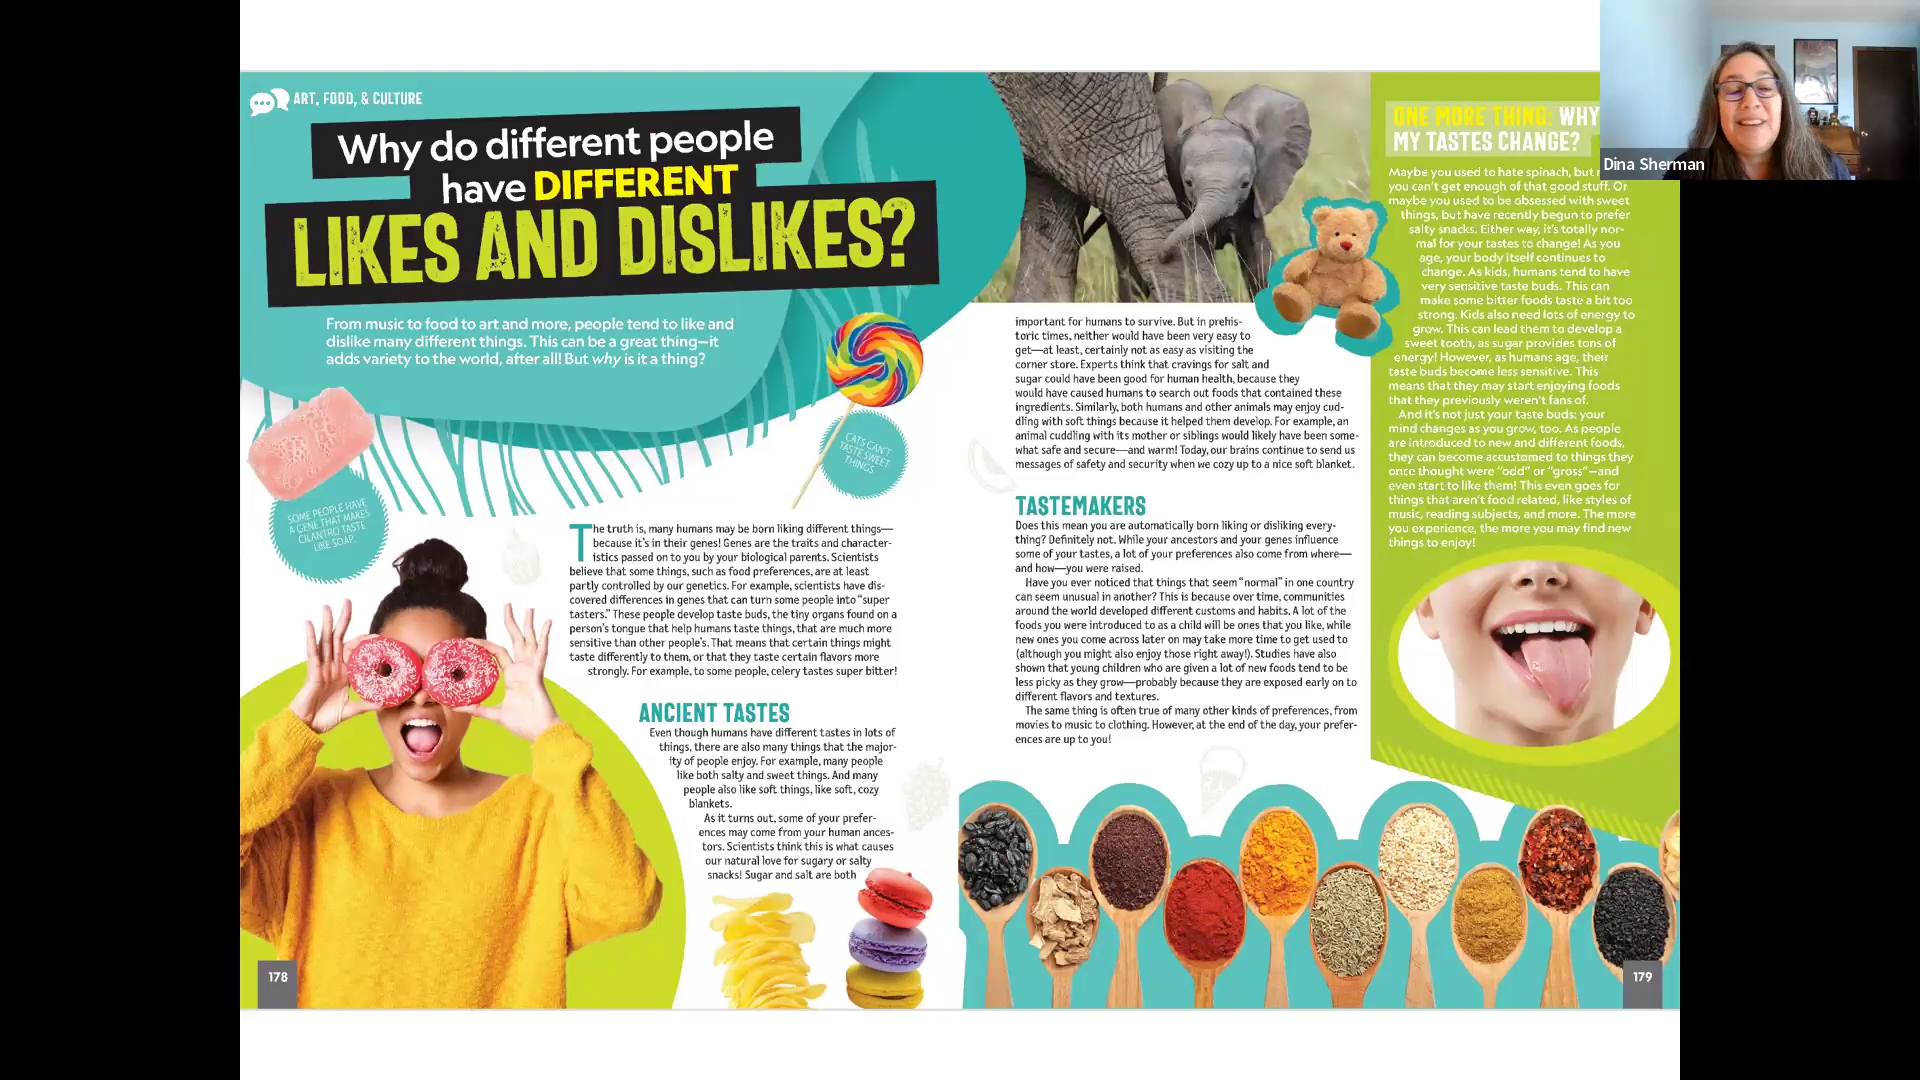 ART, FOOD, & CULTURE
Why do different people
have DIFFERENT
LIKES AND DISLIKES?
From music to food to art and more, people tend to like and
dislike many different things. This can be a great thing—it
adds variety to the world, after all! But why is it a thing?
CATS CAN'T
TASTE SWEET
THINGS.
SOME PEOPLE HAVE
A GENE THAT MAKES
CILANTRO TASTE
LIKE SOAP.
The truth is, many humans may be born liking different things—
because it's in their genes! Genes are the traits and character-
istics passed on to you by your biological parents. Scientists
believe that some things, such as food preferences, are at least
partly controlled by our genetics. For example, scientists have dis-
covered differences in genes that can turn some people into "super
tasters." These people develop taste buds, the tiny organs found on a
person's tongue that help humans taste things, that are much more
sensitive than other people's. That means that certain things might
taste differently to them, or that they taste certain flavors more
strongly. For example, to some people, celery tastes super bitter!
ANCIENT TASTES
Even though humans have different tastes in lots of
things, there are also many things that the major-
ity of people enjoy. For example, many people
like both salty and sweet things. And many
people also like soft things, like soft, cozy
blankets.
As it turns out, some of your prefer-
ences may come from your human ances-
tors. Scientists think this is what causes
our natural love for sugary or salty
snacks! Sugar and salt are both
178
important for humans to survive. But in prehis-
toric times, neither would have been very easy to
get—at least, certainly not as easy as visiting the
corner store. Experts think that cravings for salt and
sugar could have been good for human health, because they
would have caused humans to search out foods that contained these
ingredients. Similarly, both humans and other animals may enjoy cud-
dling with soft things because it helped them develop. For example, an
animal cuddling with its mother or siblings would likely have been some-
what safe and secure—and warm! Today, our brains continue to send us
messages of safety and security when we cozy up to a nice soft blanket.
TASTEMAKERS
Does this mean you are automatically born liking or disliking every-
thing? Definitely not. While your ancestors and your genes influence
some of your tastes, a lot of your preferences also come from where—
and how—you were raised.
Have you ever noticed that things that seem "normal" in one country
can seem unusual in another? This is because over time, communities
around the world developed different customs and habits. A lot of the
foods you were introduced to as a child will be ones that you like, while
new ones you come across later on may take more time to get used to
(although you might also enjoy those right away!). Studies have also
shown that young children who are given a lot of new foods tend to be
less picky as they grow—probably because they are exposed early on to
different flavors and textures.
The same thing is often true of many other kinds of preferences, from
movies to music to clothing. However, at the end of the day, your prefer-
ences are up to you!
ONE MORE THING: WHY
MY TASTES CHANGE?
Maybe you used to hate spinach, but
you can't get enough of that good stuff. Or
maybe you used to be obsessed with sweet
things, but have recently begun to prefer
salty snacks. Either way, it's totally nor-
mal for your tastes to change! As you
age, your body itself continues to
change. As kids, humans tend to have
very sensitive taste buds. This can
make some bitter foods taste a bit too
strong. Kids also need lots of energy to
grow. This can lead them to develop a
sweet tooth, as sugar provides tons of
energy! However, as humans age, their
taste buds become less sensitive. This
means that they may start enjoying foods
that they previously weren't fans of.
And it's not just your taste buds: your
mind changes as you grow, too. As people
are introduced to new and different foods,
they can become accustomed to things they
once thought were "odd" or "gross"—and
even start to like them! This even goes for
things that aren't food related, like styles of
music, reading subjects, and more. The more
you experience, the more you may find new
things to enjoy!
179
Dina Sherman